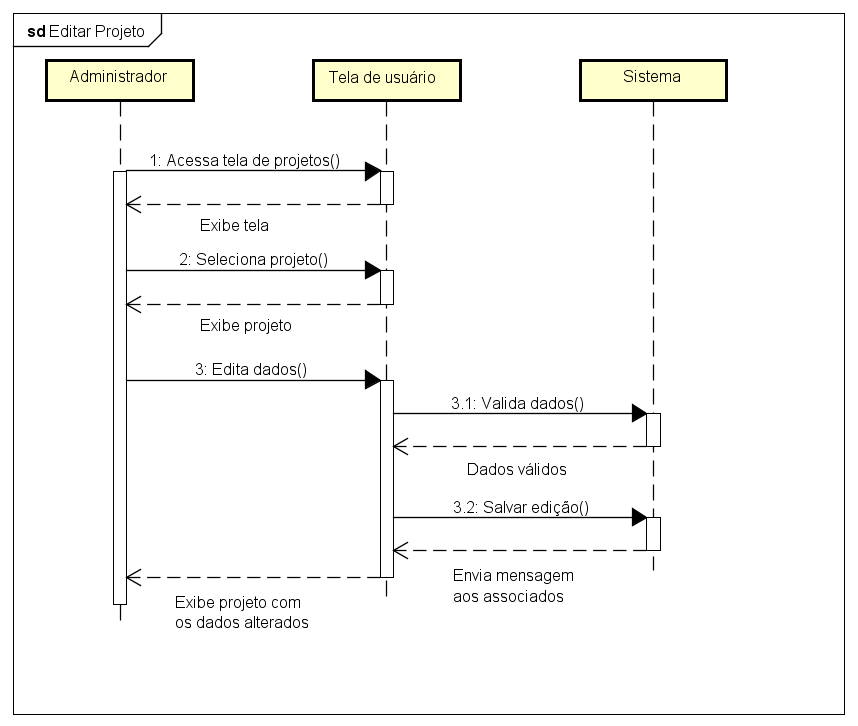 sd Editar Projeto
Administrador
Tela de usuário
Sistema
1: Acessa tela de projetos()
Exibe tela
2: Seleciona projeto()
Exibe projeto
3: Edita dados()
3.1: Valida dados()
Dados válidos
3.2: Salvar edição()
Envia mensagem
aos associados
Exibe projeto com
os dados alterados